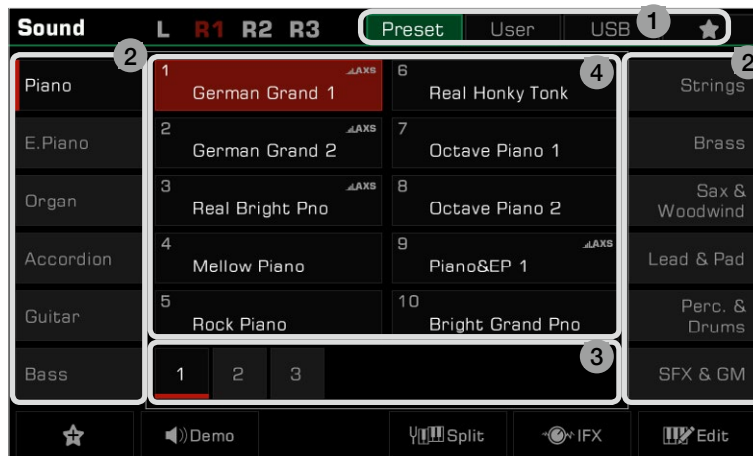 Sound L R1 R2 R3 Preset User USB 1
2 2
Piano
E.Piano
Organ
Accordion
Guitar
Bass
1 AXS German Grand 1
2 AXS German Grand 2
3 AXS Real Bright Pno
4 Mellow Piano
5 Rock Piano
6 Real Honky Tonk
7 Octave Piano 1
8 Octave Piano 2
9 AXS Piano&EP 1
10 Bright Grand Pno
4
Strings
Brass
Sax &
Woodwind
Lead & Pad
Perc. &
Drums
SFX & GM
1 2 3
3
Demo Split IFX Edit